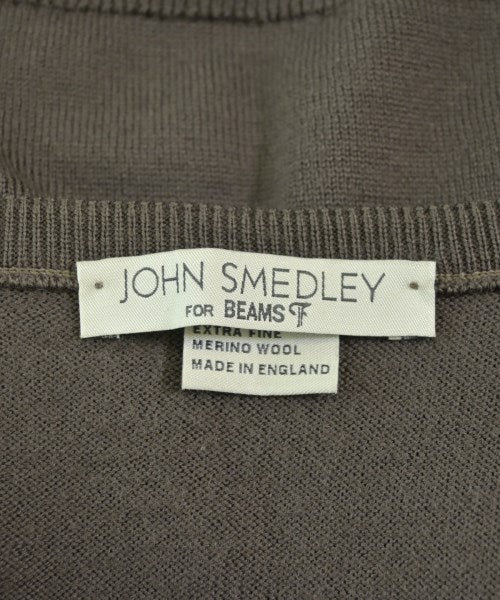 JOHN SMEDLEY
FOR BEAMS F
EXTRA FINE
MERINO WOOL
MADE IN ENGLAND